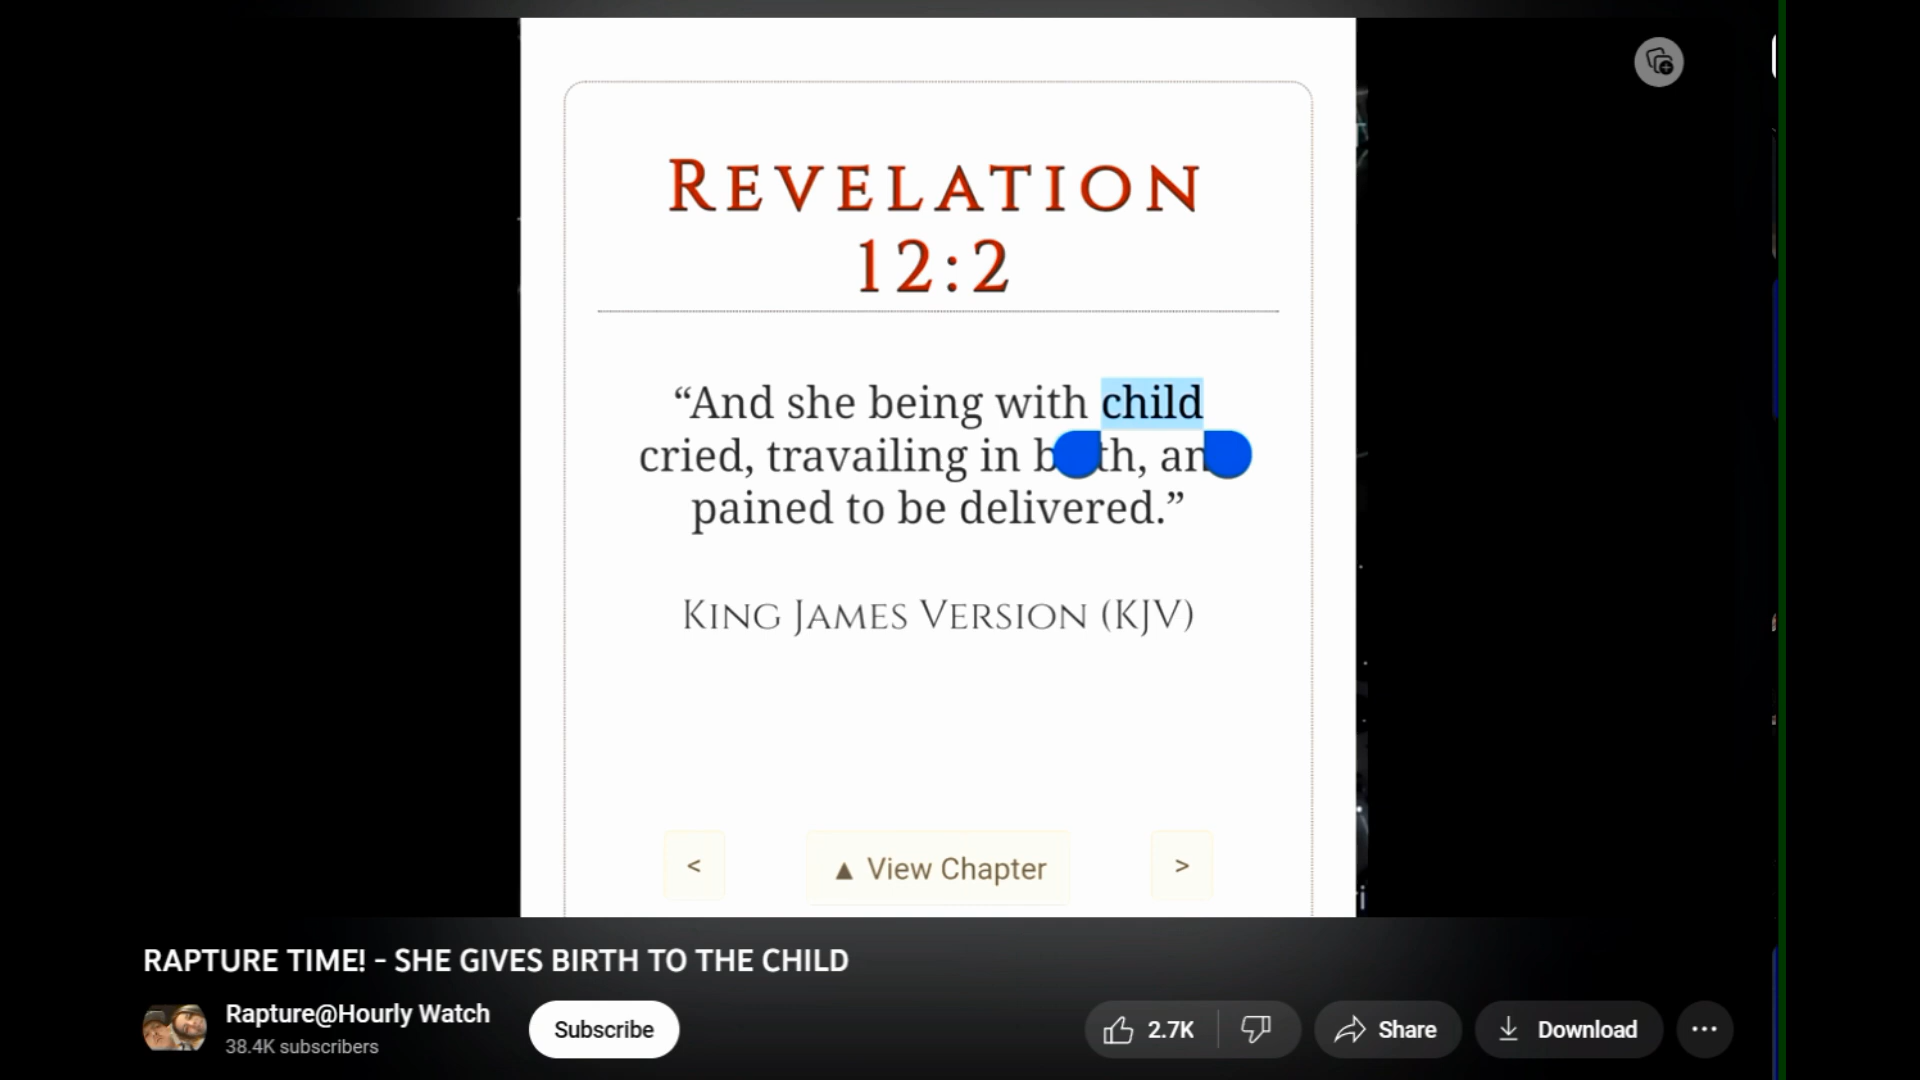 REVELATION
12:2
“And she being with child
cried, travailing in b th, an
pained to be delivered.”
KING JAMES VERSION (KJV)
<
▲ View Chapter
>
RAPTURE TIME! - SHE GIVES BIRTH TO THE CHILD
Rapture@Hourly Watch
38.4K subscribers
Subscribe
2.7K
Share
Download